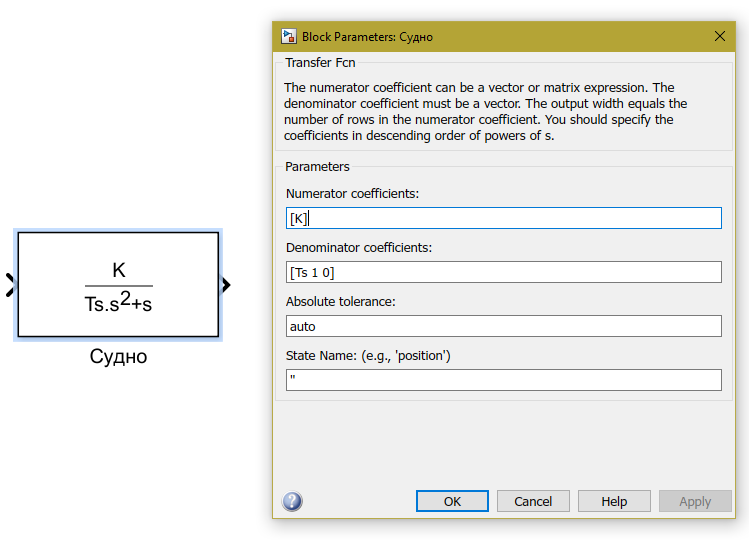 Block Parameters: Судно
Transfer Fcn
The numerator coefficient can be a vector or matrix expression. The
denominator coefficient must be a vector. The output width equals the
number of rows in the numerator coefficient. You should specify the
coefficients in descending order of powers of s.
Parameters
Numerator coefficients:
[K]
Denominator coefficients:
[Ts 1 0]
Absolute tolerance:
auto
State Name: (e.g., 'position')
''
OK Cancel Help Apply
K
Ts.s2+s
Судно